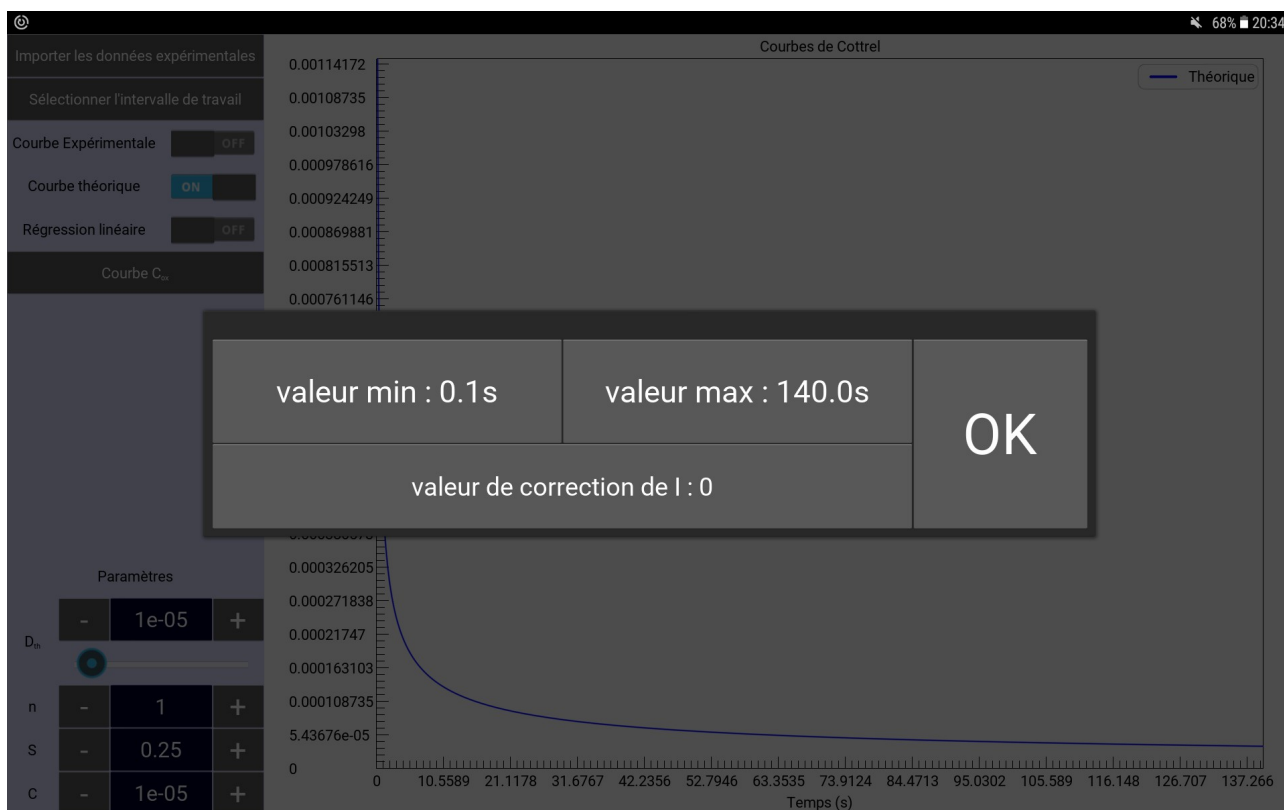 68% 20:34
Importer les données expérimentales
Sélectionner l'intervalle de travail
Courbe Expérimentale OFF
Courbe théorique ON
Régression linéaire OFF
Courbe C
Courbes de Cottrel
Théorique
0.00114172
0.00108735
0.00103298
0.000978616
0.000924249
0.000869881
0.000815513
0.000761146
valeur min : 0.1s
valeur max : 140.0s
OK
valeur de correction de I : 0
0.000326205
0.000271838
0.00021747
0.000163103
0.000108735
5.43676e-05
0
0 10.5589 21.1178 31.6767 42.2356 52.7946 63.3535 73.9124 84.4713 95.0302 105.589 116.148 126.707 137.266
Temps (s)
Paramètres
D - 1e-05 +
n - 1 +
S - 0.25 +
C - 1e-05 +